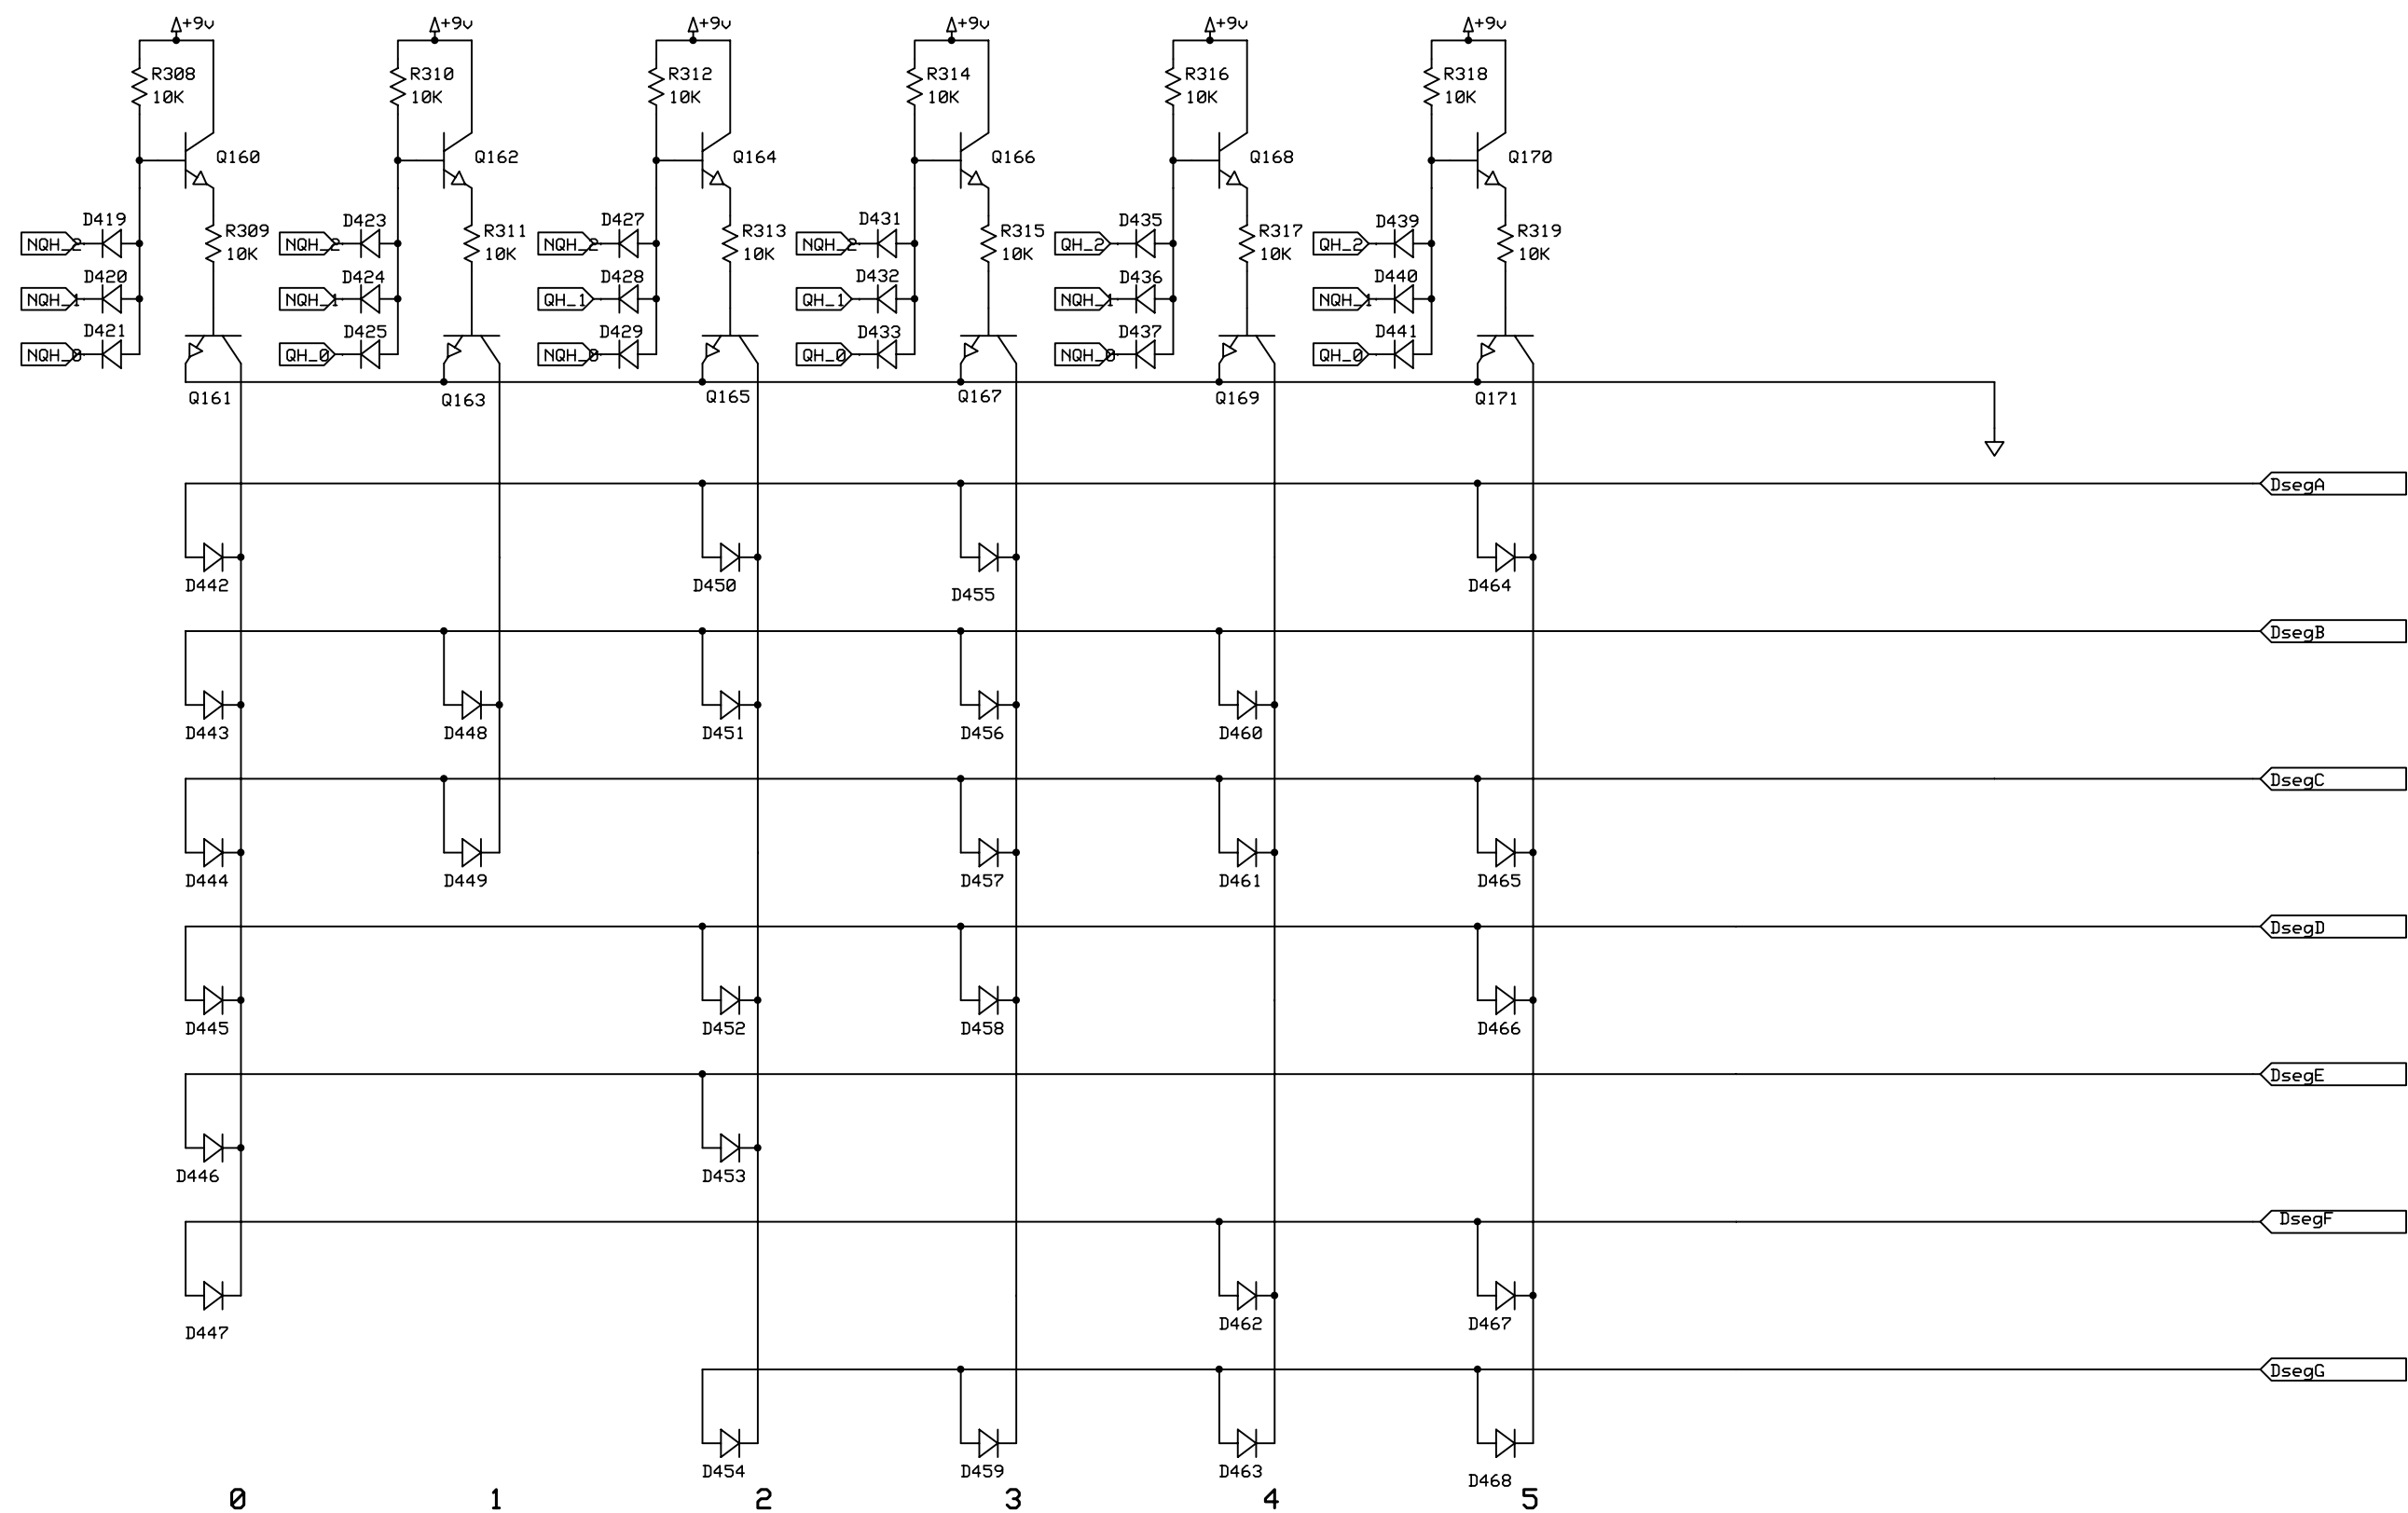 +9v +9v +9v +9v +9v +9v
R308 R310 R312 R314 R316 R318
10K 10K 10K 10K 10K 10K
Q160 Q162 Q164 Q166 Q168 Q170
D419 D423 D427 D431 D435 D439
R309 R311 R313 R315 R317 R319
NQH_2 NQH_2 NQH_2 NQH_2 QH_2 QH_2
10K 10K 10K 10K 10K 10K
D420 D424 D428 D432 D436 D440
NQH_1 NQH_1 QH_1 QH_1 NQH_1 NQH_1
D421 D425 D429 D433 D437 D441
NQH_0 QH_0 NQH_0 QH_0 NQH_0 QH_0
Q161 Q163 Q165 Q167 Q169 Q171
DsegA
D442 D450 D455 D464
DsegB
D443 D448 D451 D456 D460
DsegC
D444 D449 D457 D461 D465
DsegD
D445 D452 D458 D466
DsegE
D446 D453
DsegF
D447 D462 D467
DsegG
D454 D459 D463 D468
0 1 2 3 4 5